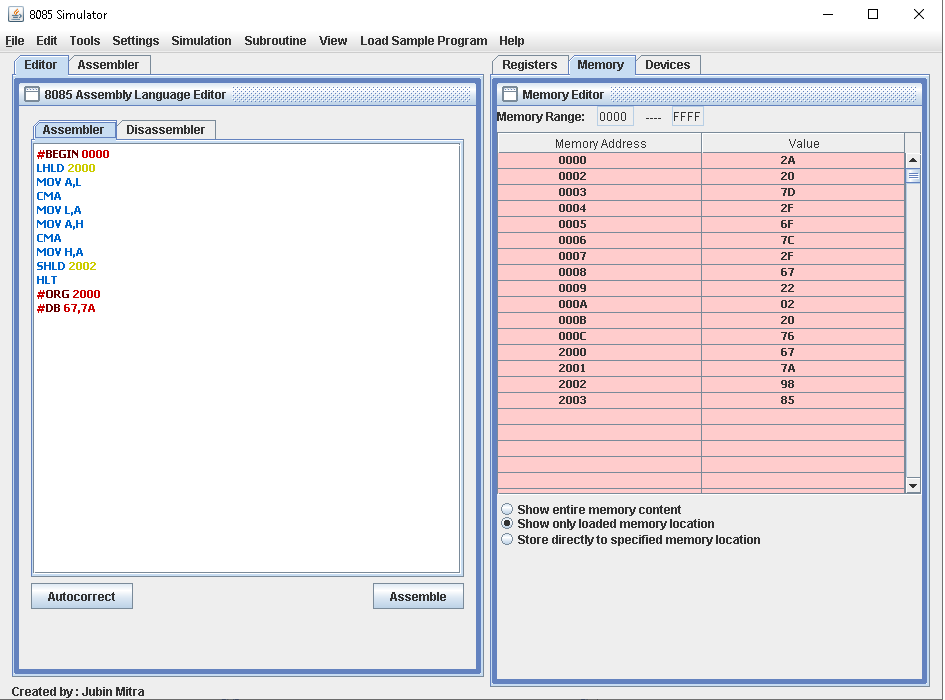 8085 Simulator
File Edit Tools Settings Simulation Subroutine View Load Sample Program Help
Editor Assembler
8085 Assembly Language Editor
Assembler Disassembler
#BEGIN 0000
LHLD 2000
MOV A,L
CMA
MOV L,A
MOV A,H
CMA
MOV H,A
SHLD 2002
HLT
#ORG 2000
#DB 67,7A
Autocorrect Assemble
Registers Memory Devices
Memory Editor
Memory Range: 0000 ---- FFFF
Memory Address Value
0000 2A
0002 20
0003 7D
0004 2F
0005 6F
0006 7C
0007 2F
0008 67
0009 22
000A 02
000B 20
000C 76
2000 67
2001 7A
2002 98
2003 85
Show entire memory content
Show only loaded memory location
Store directly to specified memory location
Created by : Jubin Mitra